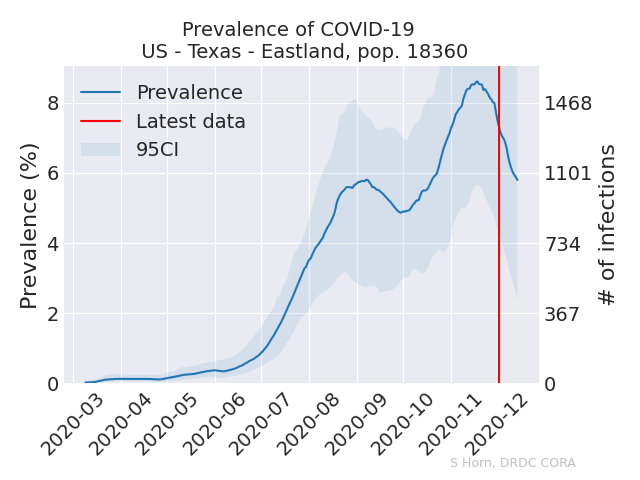 Prevalence of COVID-19
US - Texas - Eastland, pop. 18360
Prevalence
Latest data
95CI
Prevalence (%)
8
6
4
2
0
1468
1101
734
367
0
# of infections
2020-03
2020-04
2020-05
2020-06
2020-07
2020-08
2020-09
2020-10
2020-11
2020-12
S Horn, DRDC CORA